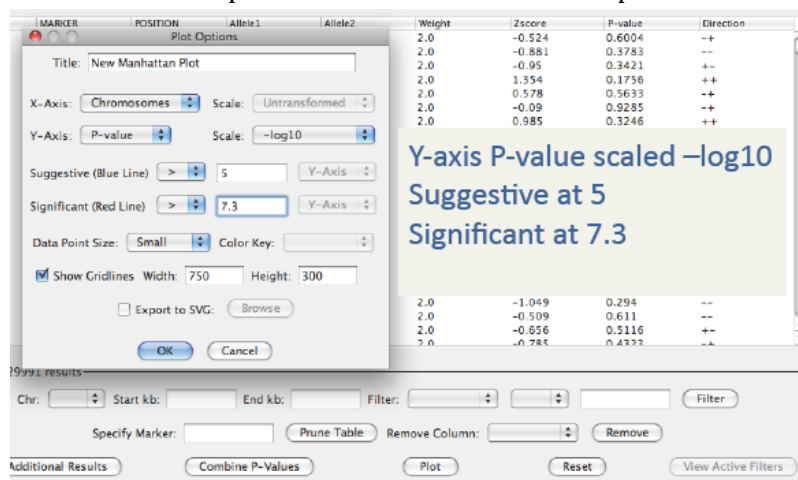 MARKER POSITION Allele1 Allele2 Weight Zscore P-value Direction
Plot Options
2.0 -0.524 0.6004 -+
2.0 -0.881 0.3783 --
Title: New Manhattan Plot
2.0 -0.95 0.3421 +-
2.0 1.354 0.1756 ++
2.0 0.578 0.5633 -+
X-Axis: Chromosomes Scale: Untransformed
2.0 -0.09 0.9285 -+
2.0 0.985 0.3246 ++
Y-Axis: P-value Scale: -log10
Y-axis P-value scaled –log10
Suggestive (Blue Line) > 5 Y-Axis
Suggestive at 5
Significant (Red Line) > 7.3 Y-Axis
Significant at 7.3
Data Point Size: Small Color Key:
Show Gridlines Width: 750 Height: 300
2.0 -1.049 0.294 --
Export to SVG: Browse
2.0 -0.509 0.611 --
2.0 -0.656 0.5116 +-
OK Cancel
2.0 -0.785 0.4323 -+
29991 results
Chr: Start kb: End kb: Filter: Filter
Specify Marker: Prune Table Remove Column: Remove
Additional Results Combine P-Values Plot Reset View Active Filters